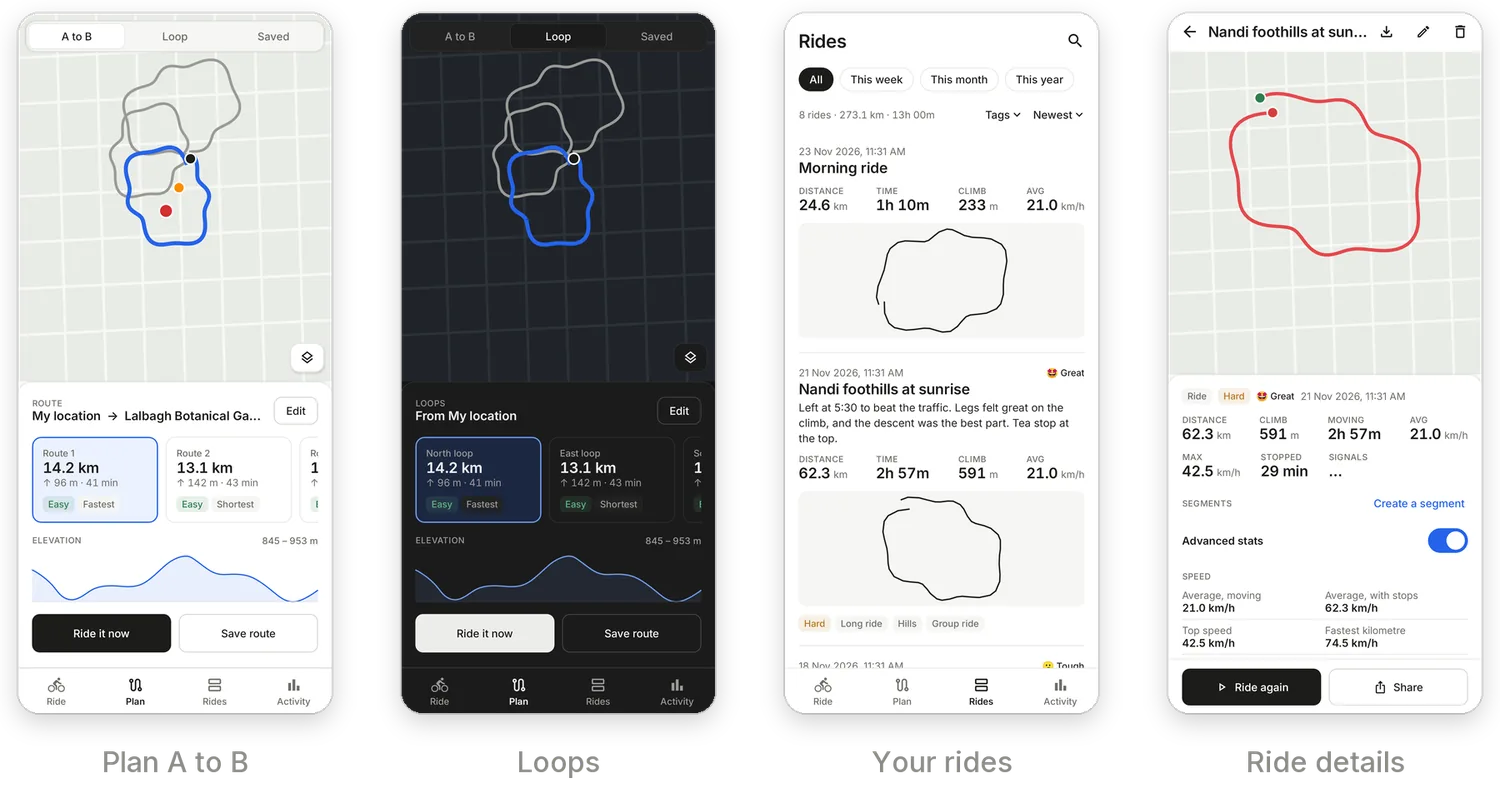 A to B Loop Saved
ROUTE
My location → Lalbagh Botanical Ga...
Edit
Route 1
14.2 km
↑ 96 m · 41 min
Easy Fastest
Route 2
13.1 km
↑ 142 m · 43 min
Easy Shortest
ELEVATION 845 – 953 m
Ride it now Save route
Ride Plan Rides Activity
Plan A to B
A to B Loop Saved
LOOPS
From My location
Edit
North loop
14.2 km
↑ 96 m · 41 min
Easy Fastest
East loop
13.1 km
↑ 142 m · 43 min
Easy Shortest
ELEVATION 845 – 953 m
Ride it now Save route
Ride Plan Rides Activity
Loops
Rides
All This week This month This year
8 rides · 273.1 km · 13h 00m Tags Newest
23 Nov 2026, 11:31 AM
Morning ride
DISTANCE TIME CLIMB AVG
24.6 km 1h 10m 233 m 21.0 km/h
21 Nov 2026, 11:31 AM 🤩 Great
Nandi foothills at sunrise
Left at 5:30 to beat the traffic. Legs felt great on the
climb, and the descent was the best part. Tea stop at
the top.
DISTANCE TIME CLIMB AVG
62.3 km 2h 57m 591 m 21.0 km/h
Hard Long ride Hills Group ride
18 Nov 2026, 11:31 AM Tough
Ride Plan Rides Activity
Your rides
Nandi foothills at sun...
Ride Hard 🤩 Great 21 Nov 2026, 11:31 AM
DISTANCE CLIMB MOVING AVG
62.3 km 591 m 2h 57m 21.0 km/h
MAX STOPPED SIGNALS
42.5 km/h 29 min ...
SEGMENTS Create a segment
Advanced stats
SPEED
Average, moving Average, with stops
21.0 km/h 62.3 km/h
Top speed Fastest kilometre
42.5 km/h 74.5 km/h
Ride again Share
Ride details